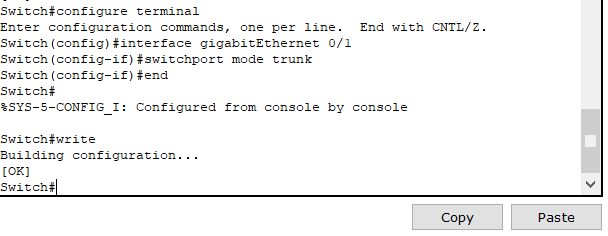 Switch#configure terminal
Enter configuration commands, one per line.  End with CNTL/Z.
Switch(config)#interface gigabitEthernet 0/1
Switch(config-if)#switchport mode trunk
Switch(config-if)#end
Switch#
%SYS-5-CONFIG_I: Configured from console by console
Switch#write
Building configuration...
[OK]
Switch#
Copy
Paste